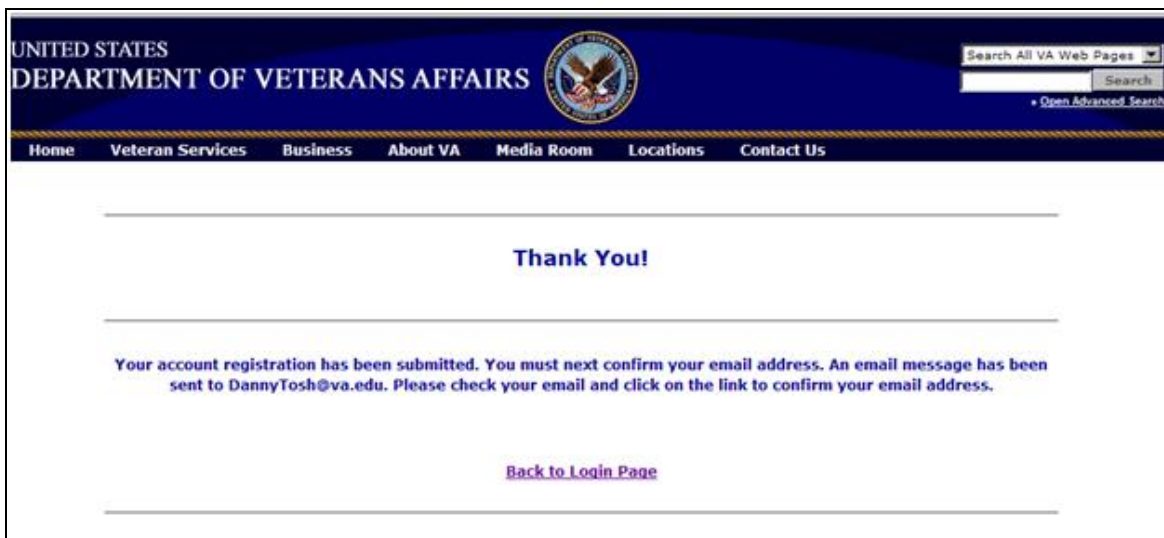 UNITED STATES
DEPARTMENT OF VETERANS AFFAIRS
Search All VA Web Pages
Search
• Open Advanced Search
Home Veteran Services Business About VA Media Room Locations Contact Us
Thank You!
Your account registration has been submitted. You must next confirm your email address. An email message has been
sent to DannyTosh@va.edu. Please check your email and click on the link to confirm your email address.
Back to Login Page